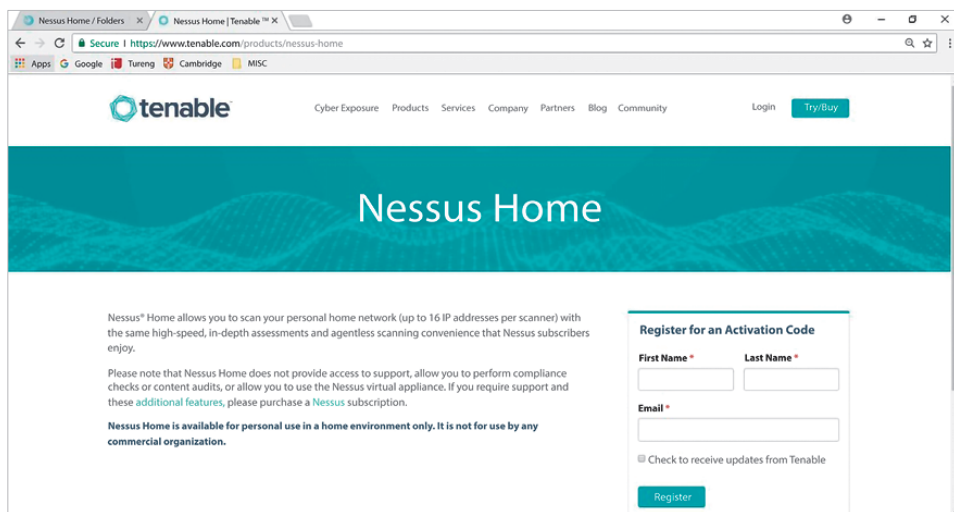 Nessus Home / Folders
Nessus Home | Tenable ™
Secure | https://www.tenable.com/products/nessus-home
Apps Google Tureng Cambridge MISC
tenable™
Cyber Exposure Products Services Company Partners Blog Community Login Try/Buy
Nessus Home
Nessus® Home allows you to scan your personal home network (up to 16 IP addresses per scanner) with
the same high-speed, in-depth assessments and agentless scanning convenience that Nessus subscribers
enjoy.
Please note that Nessus Home does not provide access to support, allow you to perform compliance
checks or content audits, or allow you to use the Nessus virtual appliance. If you require support and
these additional features, please purchase a Nessus subscription.
Nessus Home is available for personal use in a home environment only. It is not for use by any
commercial organization.
Register for an Activation Code
First Name * Last Name *
Email *
Check to receive updates from Tenable
Register